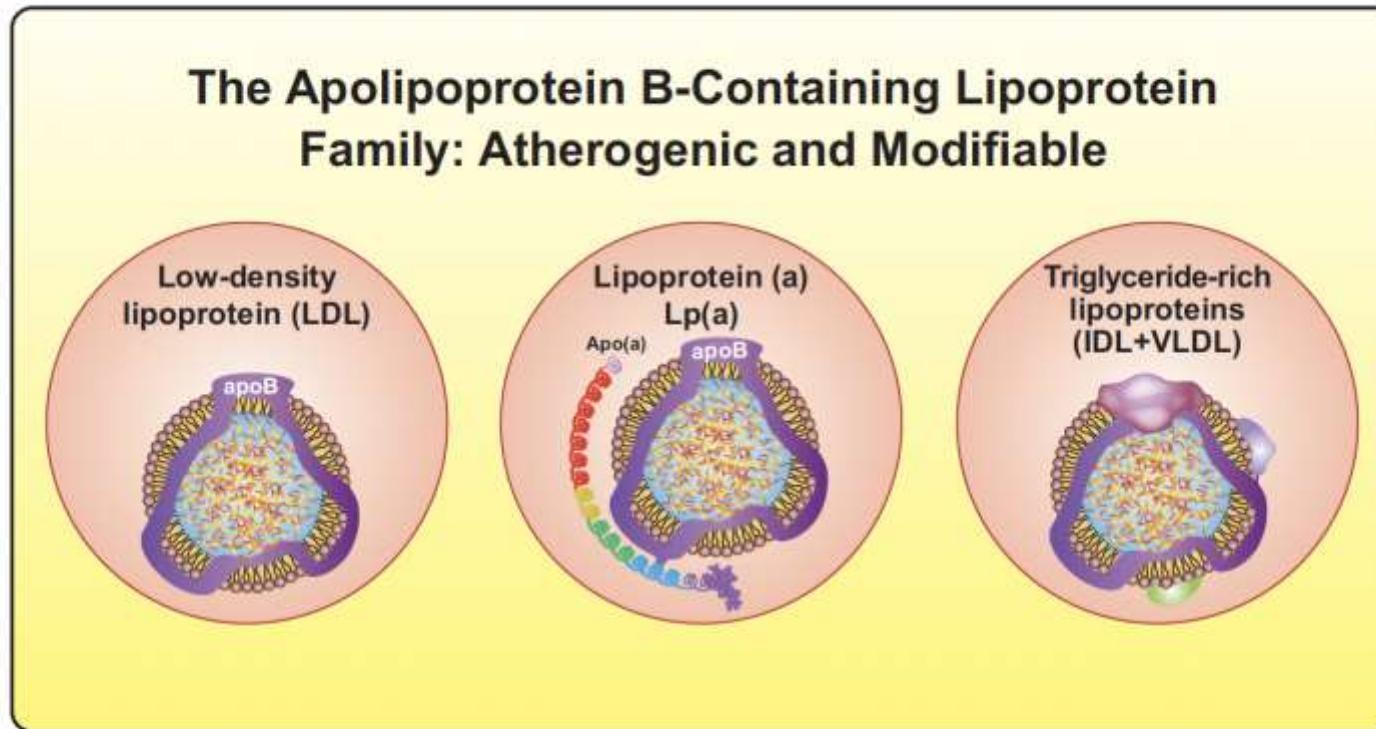 The Apolipoprotein B-Containing Lipoprotein
Family: Atherogenic and Modifiable
Low-density
lipoprotein (LDL)
apoB
Lipoprotein (a)
Lp(a)
Apo(a)
apoB
Triglyceride-rich
lipoproteins
(IDL+VLDL)